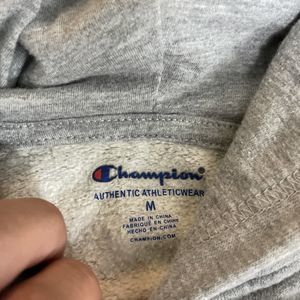 Champion
AUTHENTIC ATHLETICWEAR
M
MADE IN CHINA
FABRIQUÉ EN CHINE
HECHO EN-CHINA
CHAMPION.COM